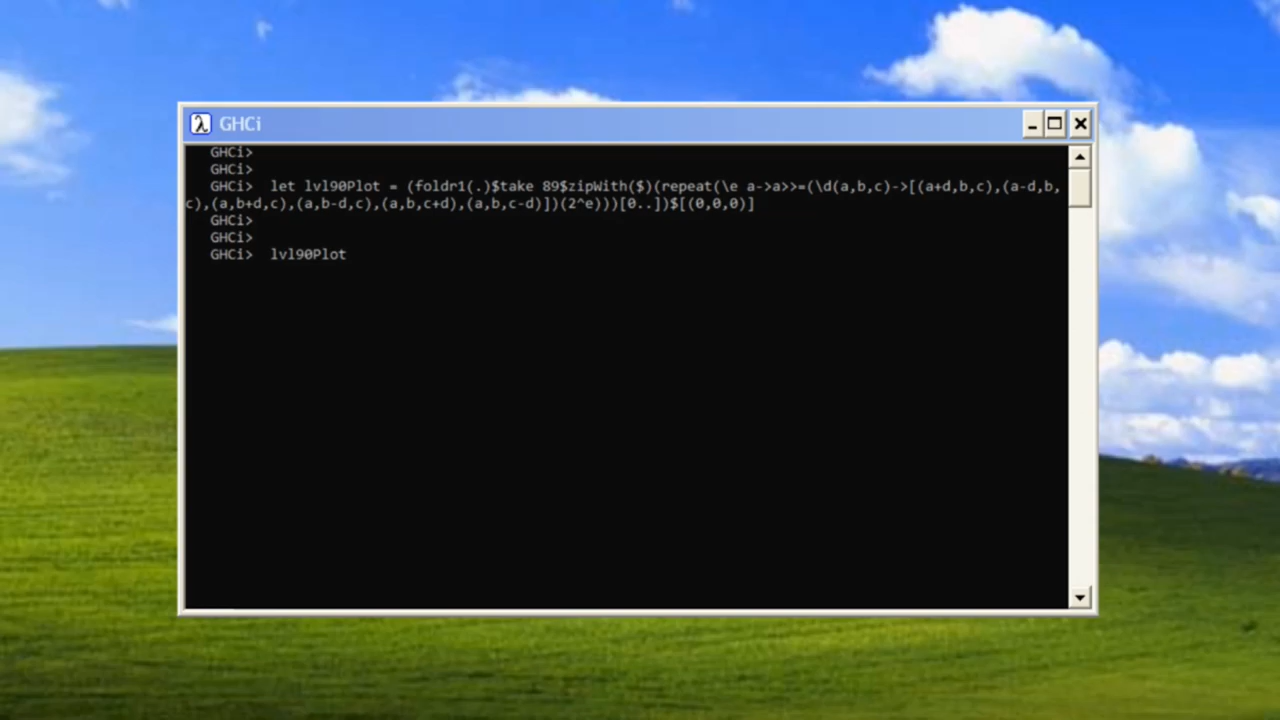 λ GHCi
GHCi>
GHCi>
GHCi> let lvl90Plot = (foldr1(.)$take 89$zipWith($)(repeat(\e a->a>>=(\d(a,b,c)->[(a+d,b,c),(a-d,b,
c),(a,b+d,c),(a,b-d,c),(a,b,c+d),(a,b,c-d)])(2^e)))[0..])$[(0,0,0)]
GHCi>
GHCi>
GHCi> lvl90Plot